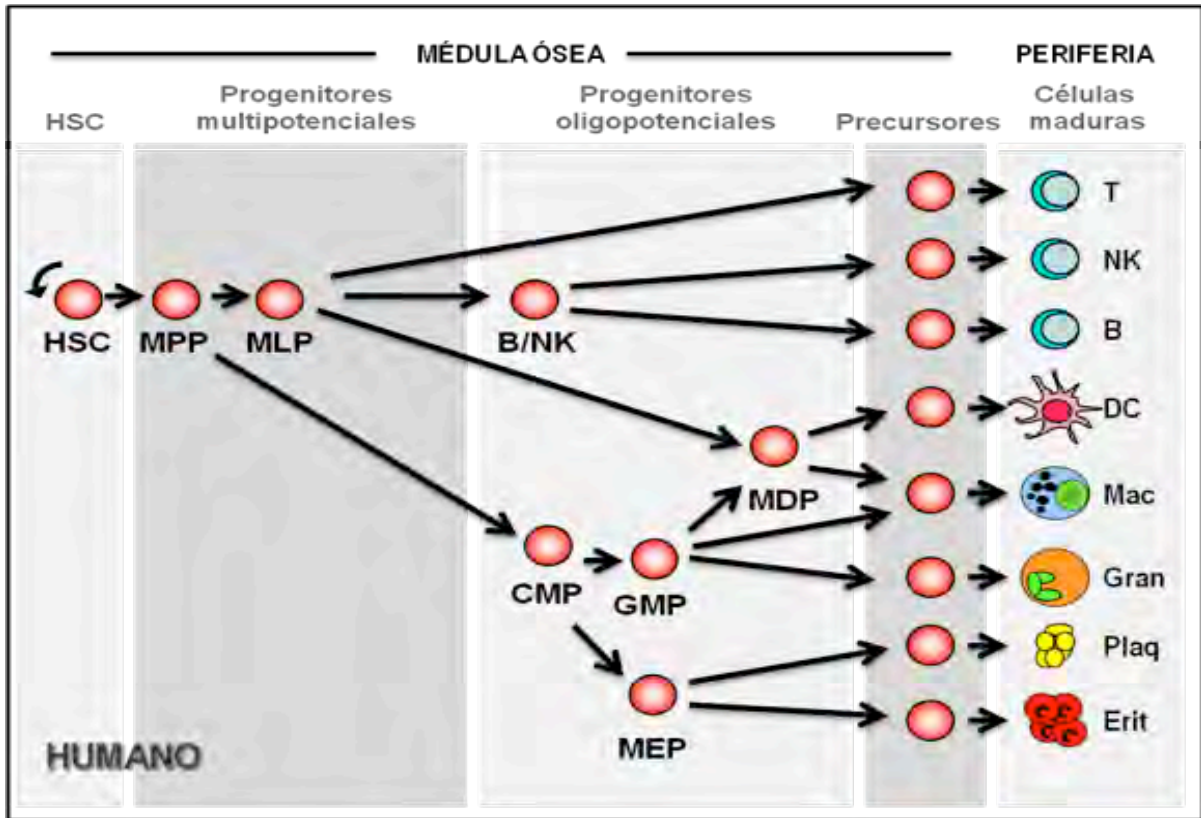 MÉDULA ÓSEA
PERIFERIA
HSC
Progenitores
multipotenciales
Progenitores
oligopotenciales
Precursores
Células
maduras
T
NK
B
DC
Mac
Gran
Plaq
Erit
HSC
MPP
MLP
B/NK
MDP
CMP
GMP
MEP
HUMANO